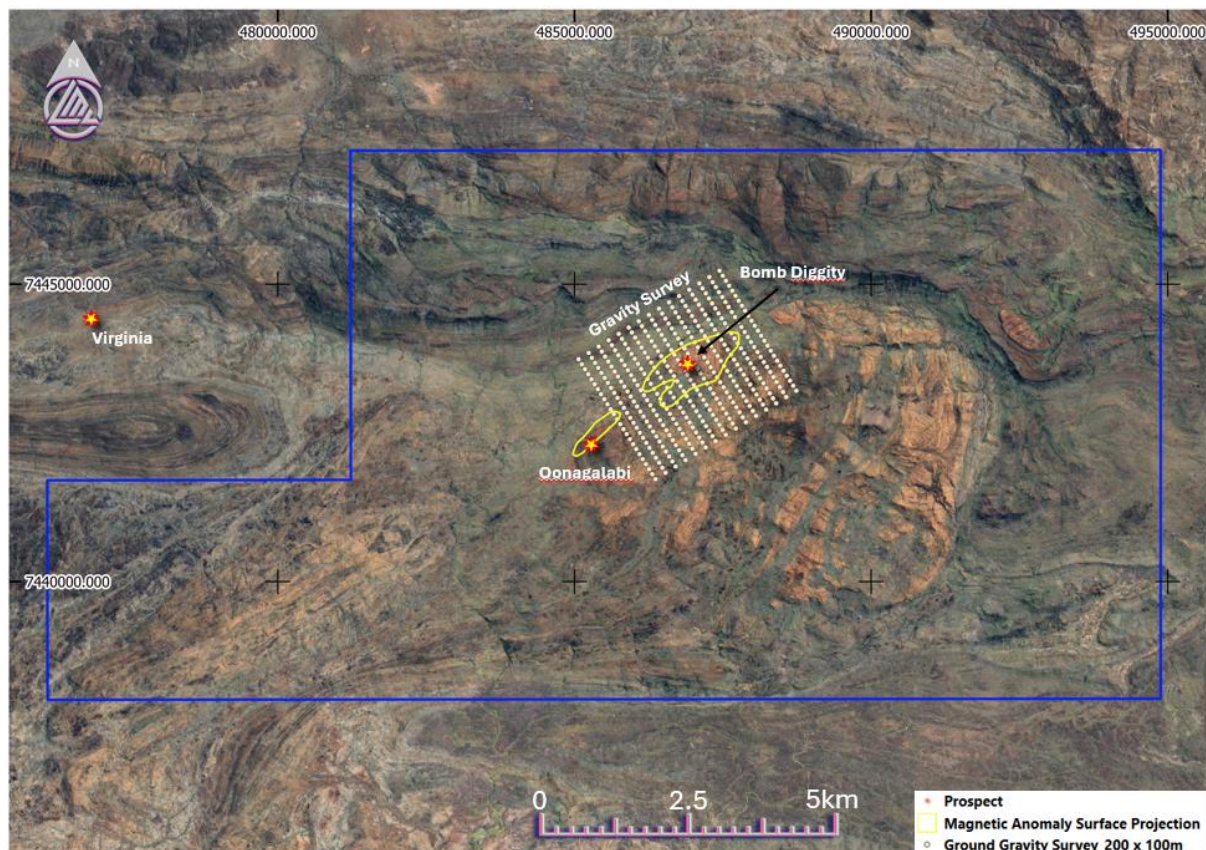 480000.000
485000.000
490000.000
495000.000
N
Bomb Diggity
Gravity Survey
7445000.000
Virginia
Oonagalabi
7440000.000
0
2.5
5km
Prospect
Magnetic Anomaly Surface Projection
Ground Gravity Survey 200 x 100m